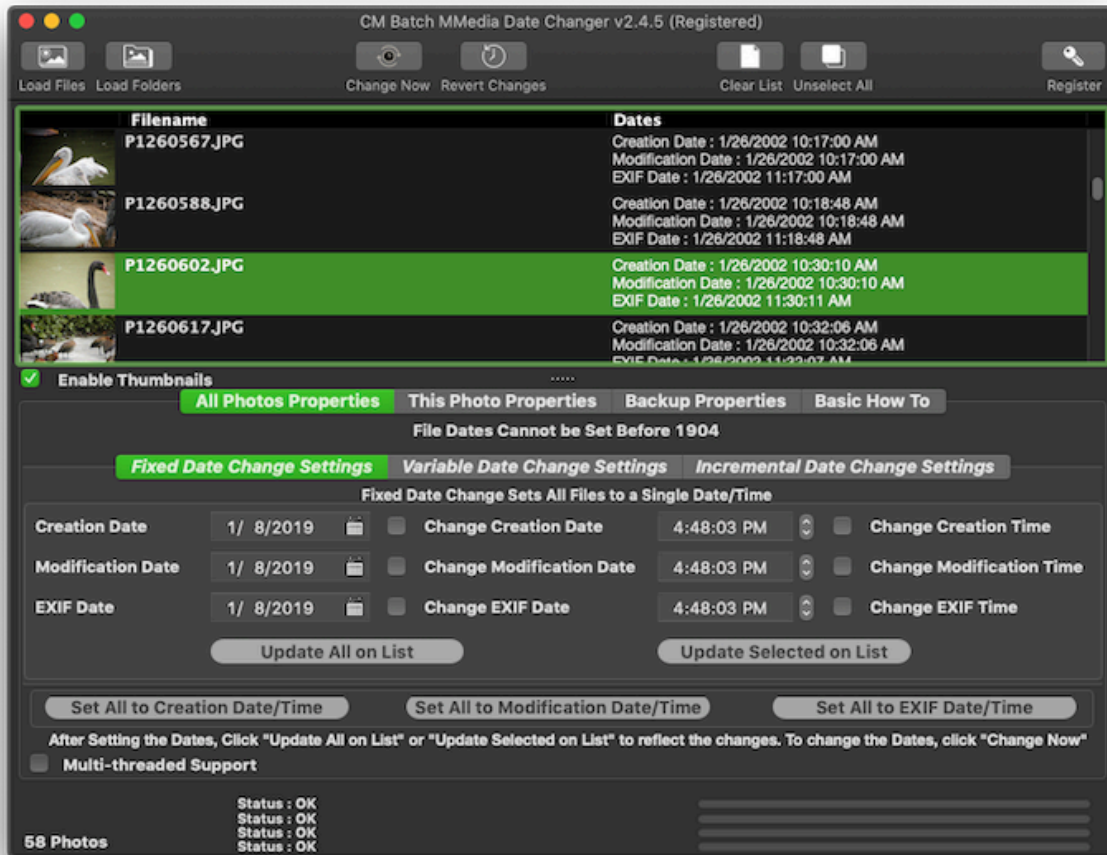 CM Batch MMedia Date Changer v2.4.5 (Registered)
Load Files Load Folders Change Now Revert Changes Clear List Unselect All Register
Filename Dates
P1260567.JPG
Creation Date : 1/26/2002 10:17:00 AM
Modification Date : 1/26/2002 10:17:00 AM
EXIF Date : 1/26/2002 11:17:00 AM
P1260588.JPG
Creation Date : 1/26/2002 10:18:48 AM
Modification Date : 1/26/2002 10:18:48 AM
EXIF Date : 1/26/2002 11:18:48 AM
P1260602.JPG
Creation Date : 1/26/2002 10:30:10 AM
Modification Date : 1/26/2002 10:30:10 AM
EXIF Date : 1/26/2002 11:30:11 AM
P1260617.JPG
Creation Date : 1/26/2002 10:32:06 AM
Modification Date : 1/26/2002 10:32:06 AM
EXIF Date : 1/26/2002 11:32:07 AM
Enable Thumbnails
All Photos Properties This Photo Properties Backup Properties Basic How To
File Dates Cannot be Set Before 1904
Fixed Date Change Settings Variable Date Change Settings Incremental Date Change Settings
Fixed Date Change Sets All Files to a Single Date/Time
Creation Date 1/ 8/2019 Change Creation Date 4:48:03 PM Change Creation Time
Modification Date 1/ 8/2019 Change Modification Date 4:48:03 PM Change Modification Time
EXIF Date 1/ 8/2019 Change EXIF Date 4:48:03 PM Change EXIF Time
Update All on List Update Selected on List
Set All to Creation Date/Time Set All to Modification Date/Time Set All to EXIF Date/Time
After Setting the Dates, Click "Update All on List" or "Update Selected on List" to reflect the changes. To change the Dates, click "Change Now"
Multi-threaded Support
Status : OK
Status : OK
Status : OK
58 Photos Status : OK